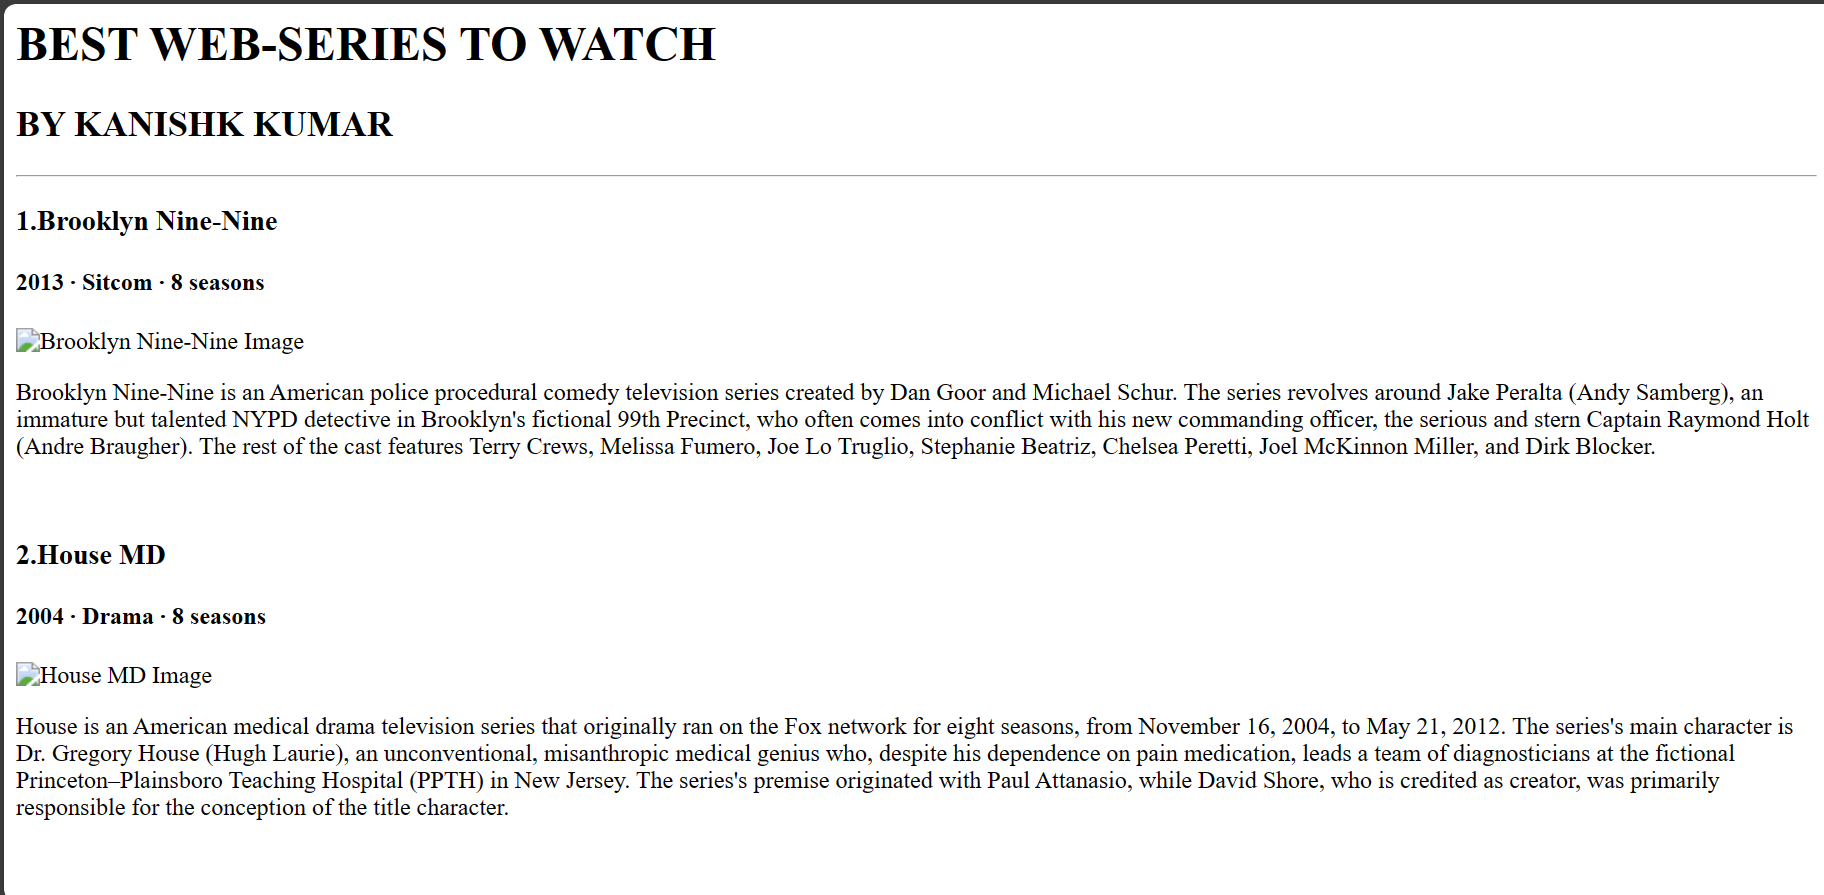 BEST WEB-SERIES TO WATCH
BY KANISHK KUMAR
1.Brooklyn Nine-Nine
2013 · Sitcom · 8 seasons
Brooklyn Nine-Nine Image
Brooklyn Nine-Nine is an American police procedural comedy television series created by Dan Goor and Michael Schur. The series revolves around Jake Peralta (Andy Samberg), an
immature but talented NYPD detective in Brooklyn's fictional 99th Precinct, who often comes into conflict with his new commanding officer, the serious and stern Captain Raymond Holt
(Andre Braugher). The rest of the cast features Terry Crews, Melissa Fumero, Joe Lo Truglio, Stephanie Beatriz, Chelsea Peretti, Joel McKinnon Miller, and Dirk Blocker.
2.House MD
2004 · Drama · 8 seasons
House MD Image
House is an American medical drama television series that originally ran on the Fox network for eight seasons, from November 16, 2004, to May 21, 2012. The series's main character is
Dr. Gregory House (Hugh Laurie), an unconventional, misanthropic medical genius who, despite his dependence on pain medication, leads a team of diagnosticians at the fictional
Princeton–Plainsboro Teaching Hospital (PPTH) in New Jersey. The series's premise originated with Paul Attanasio, while David Shore, who is credited as creator, was primarily
responsible for the conception of the title character.